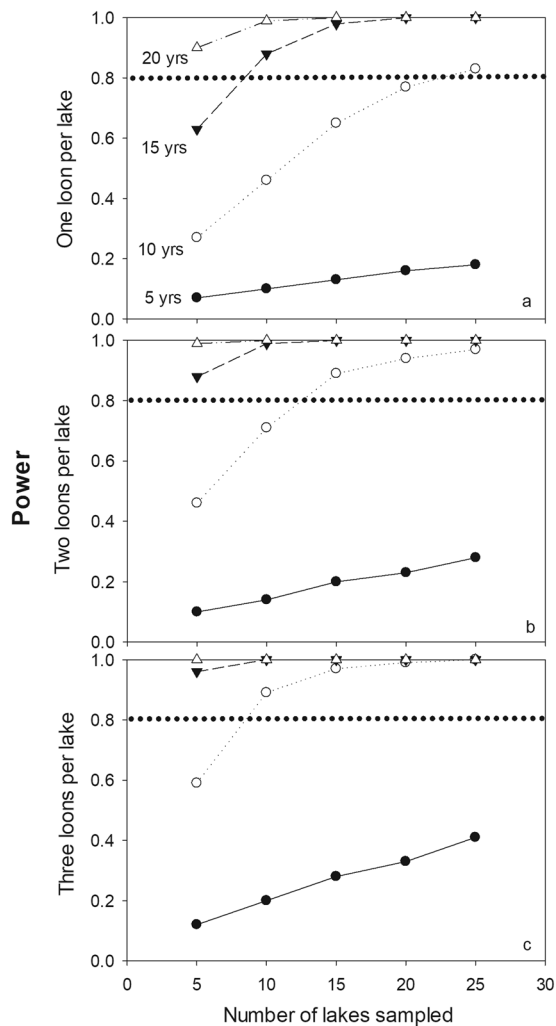 Power
One loon per lake
1.0
0.8
0.6
0.4
0.2
0.0
20 yrs
15 yrs
10 yrs
5 yrs
a
Two loons per lake
1.0
0.8
0.6
0.4
0.2
0.0
b
Three loons per lake
1.0
0.8
0.6
0.4
0.2
0.0
c
0 5 10 15 20 25 30
Number of lakes sampled